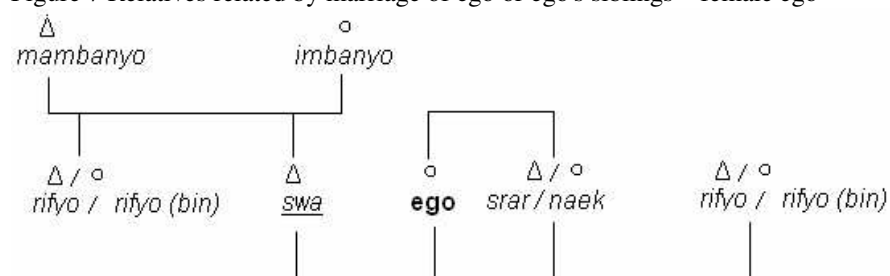 Figure Relatives related by marriage of ego or ego's siblings – female ego
Δ o
mambanyo imbanyo
Δ / o Δ o Δ / o Δ / o
rifyo / rifyo (bin) swa ego srar / naek rifyo / rifyo (bin)